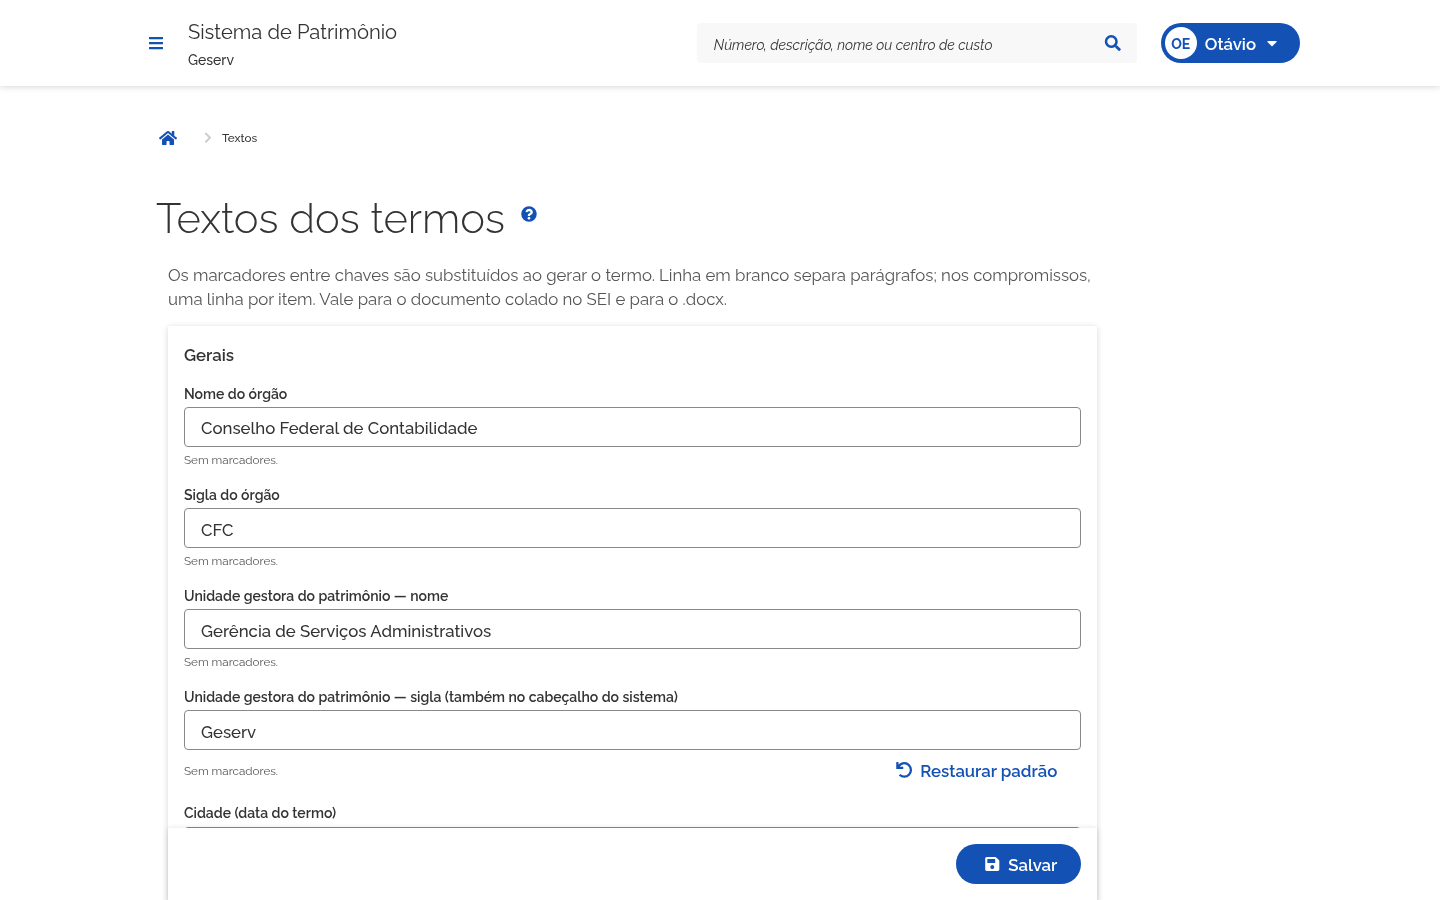 Sistema de Patrimônio
Geserv
Número, descrição, nome ou centro de custo
OE
Otávio
Textos
Textos dos termos
Os marcadores entre chaves são substituídos ao gerar o termo. Linha em branco separa parágrafos; nos compromissos,
uma linha por item. Vale para o documento colado no SEI e para o .docx.
Gerais
Nome do órgão
Conselho Federal de Contabilidade
Sem marcadores.
Sigla do órgão
CFC
Sem marcadores.
Unidade gestora do patrimônio — nome
Gerência de Serviços Administrativos
Sem marcadores.
Unidade gestora do patrimônio — sigla (também no cabeçalho do sistema)
Geserv
Sem marcadores.
Restaurar padrão
Cidade (data do termo)
Salvar